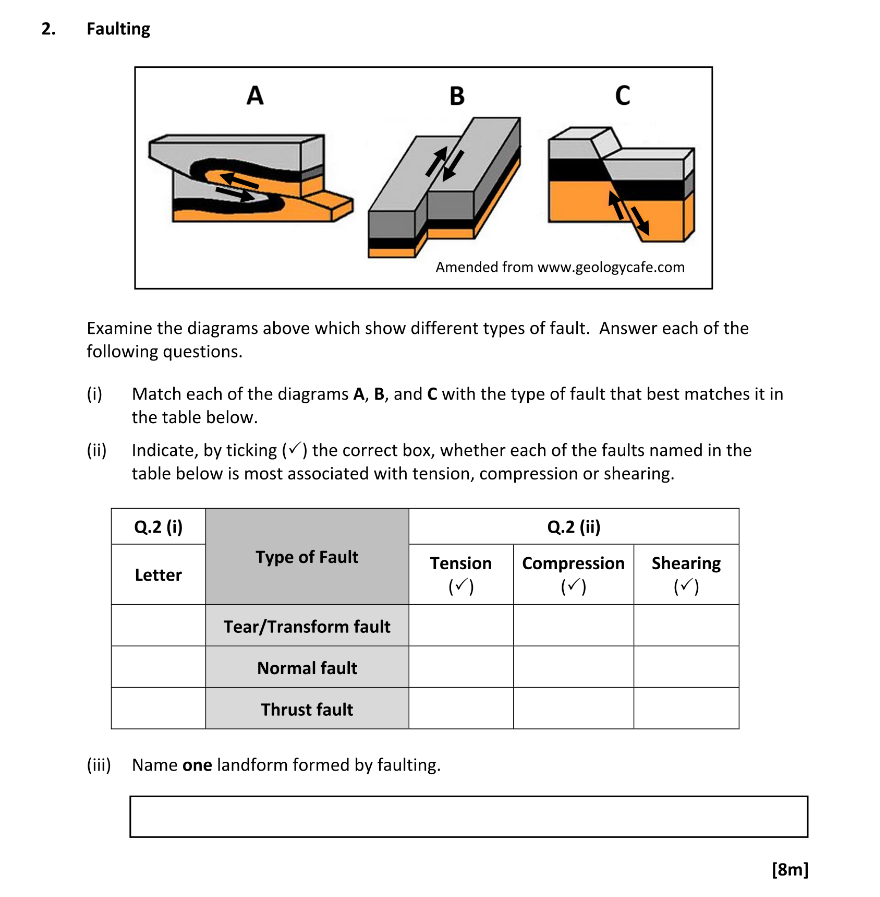 2. Faulting
A B C
Amended from www.geologycafe.com
Examine the diagrams above which show different types of fault. Answer each of the
following questions.
(i) Match each of the diagrams A, B, and C with the type of fault that best matches it in
the table below.
(ii) Indicate, by ticking (✓) the correct box, whether each of the faults named in the
table below is most associated with tension, compression or shearing.
Q.2 (i) Type of Fault Q.2 (ii)
Letter Tension Compression Shearing
(✓) (✓) (✓)
Tear/Transform fault
Normal fault
Thrust fault
(iii) Name one landform formed by faulting.
[8m]